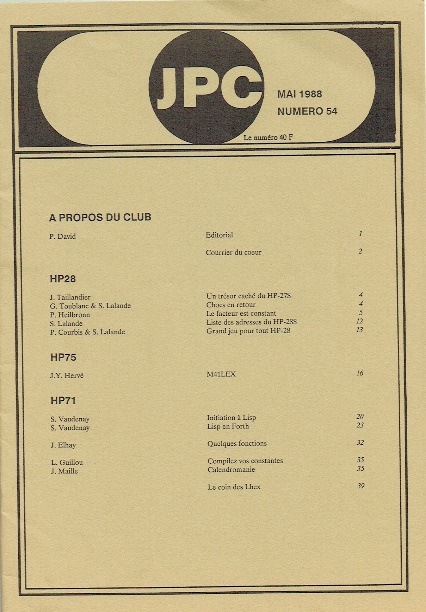 JPC
MAI 1988
NUMERO 54
Le numéro 40 F
A PROPOS DU CLUB
P. David Editorial 1
Courrier du coeur 2
HP28
J. Taillandier Un trésor caché du HP-27S 4
G. Toublanc & S. Lalande Chocs en retour 4
P. Heilbronn Le facteur est constant 5
S. Lalande Liste des adresses du HP-28S 12
P. Courbis & S. Lalande Grand jeu pour tout HP-28 13
HP75
J.Y. Hervé M41LEX 16
HP71
S. Vaudenay Initiation à Lisp 20
S. Vaudenay Lisp en Forth 23
J. Elhay Quelques fonctions 32
L. Guillou Compilez vos constantes 35
J. Maille Calendromanie 35
Le coin des Lhex 39